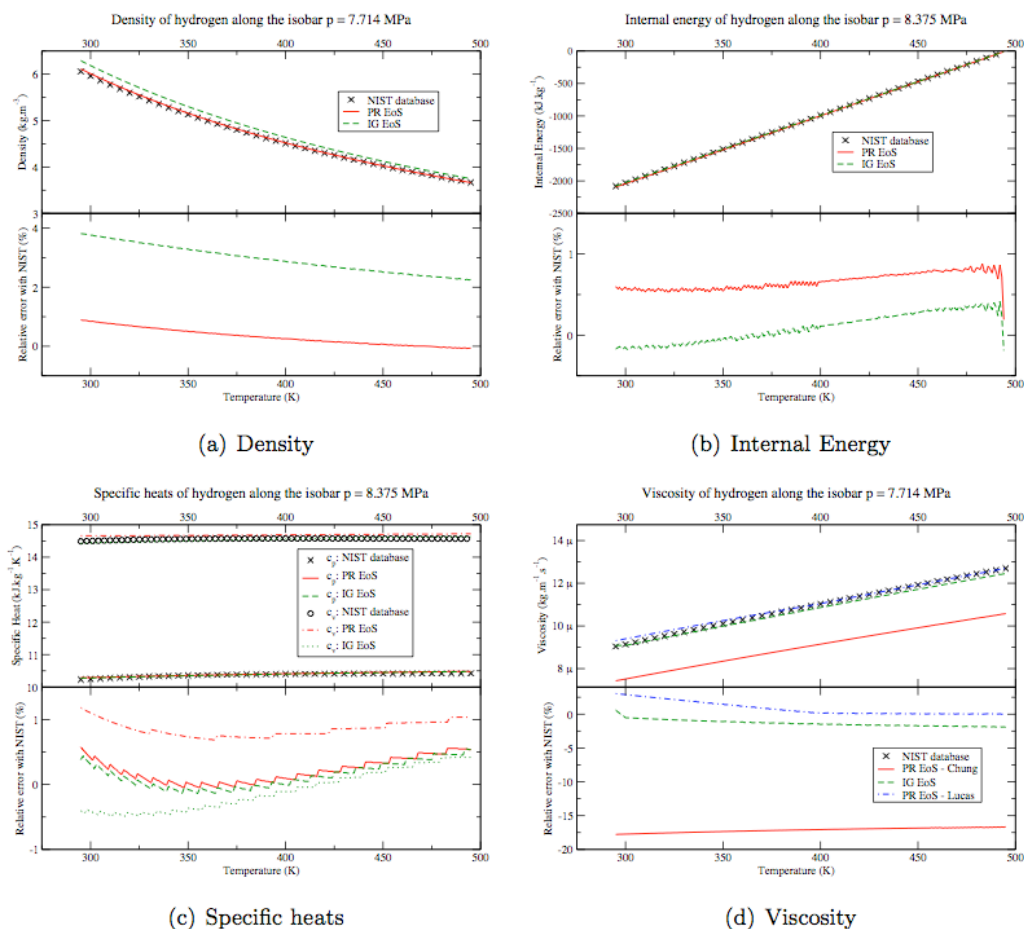 Density of hydrogen along the isobar p = 7.714 MPa
300 350 400 450 500
6
5
4
3
Density (kg.m⁻³)
NIST database
PR EoS
IG EoS
4
2
0
Relative error with NIST (%)
300 350 400 450 500
Temperature (K)
(a) Density
Internal energy of hydrogen along the isobar p = 8.375 MPa
300 350 400 450 500
0
-500
-1000
-1500
-2000
-2500
Internal Energy (kJ.kg⁻¹)
NIST database
PR EoS
IG EoS
1
0
Relative error with NIST (%)
300 350 400 450 500
Temperature (K)
(b) Internal Energy
Specific heats of hydrogen along the isobar p = 8.375 MPa
300 350 400 450 500
15
14
13
12
11
10
Specific Heat (kJ.kg⁻¹.K⁻¹)
c_p: NIST database
c_p: PR EoS
c_p: IG EoS
c_v: NIST database
c_v: PR EoS
c_v: IG EoS
1
0
-1
Relative error with NIST (%)
300 350 400 450 500
Temperature (K)
(c) Specific heats
Viscosity of hydrogen along the isobar p = 7.714 MPa
300 350 400 450 500
14 μ
12 μ
10 μ
8 μ
Viscosity (kg.m⁻¹.s⁻¹)
0
-5
-10
-15
-20
Relative error with NIST (%)
NIST database
PR EoS - Chung
IG EoS
PR EoS - Lucas
300 350 400 450 500
Temperature (K)
(d) Viscosity